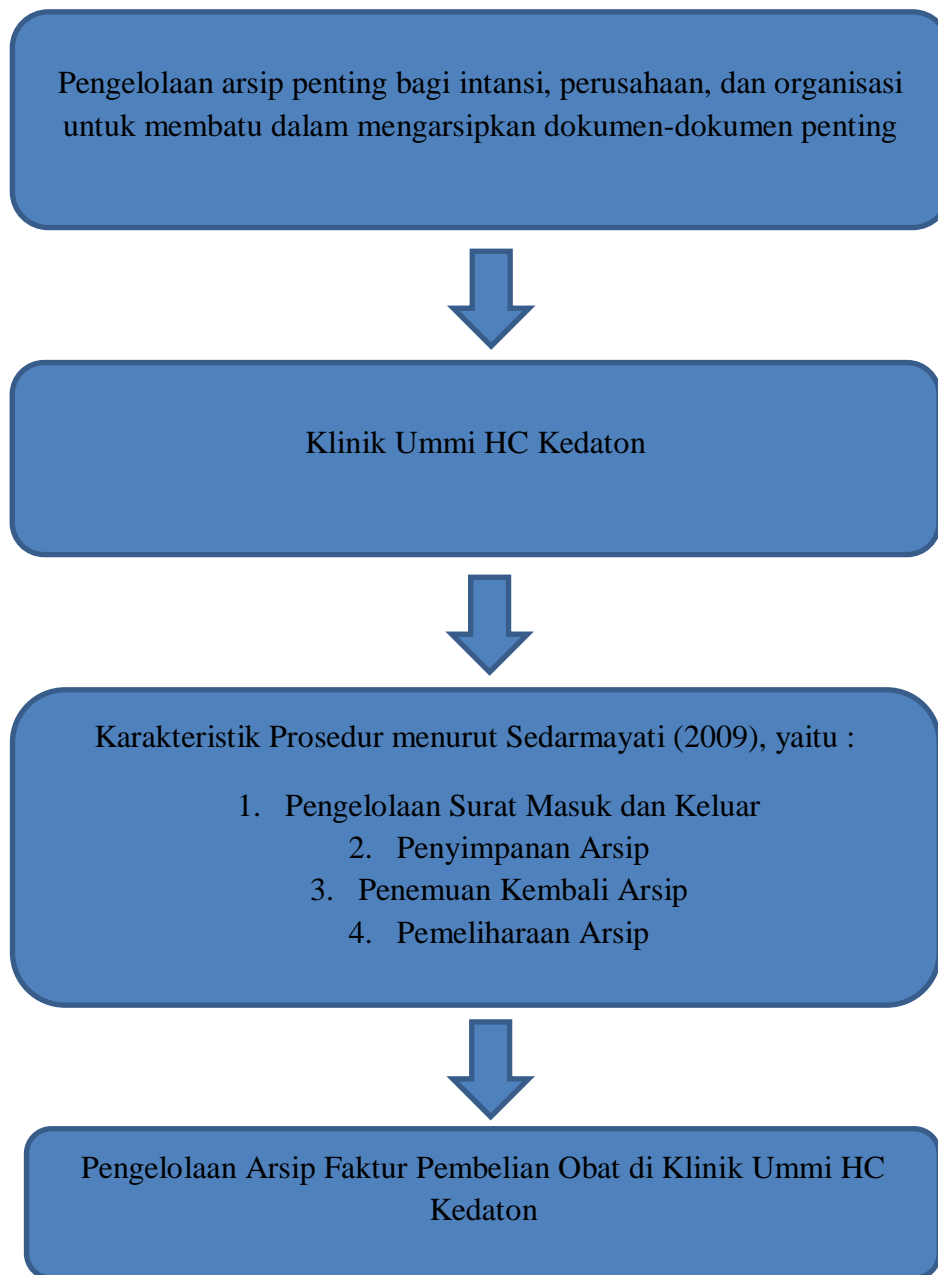 Pengelolaan arsip penting bagi intansi, perusahaan, dan organisasi
untuk membatu dalam mengarsipkan dokumen-dokumen penting
Klinik Ummi HC Kedaton
Karakteristik Prosedur menurut Sedarmayati (2009), yaitu :
1. Pengelolaan Surat Masuk dan Keluar
2. Penyimpanan Arsip
3. Penemuan Kembali Arsip
4. Pemeliharaan Arsip
Pengelolaan Arsip Faktur Pembelian Obat di Klinik Ummi HC
Kedaton